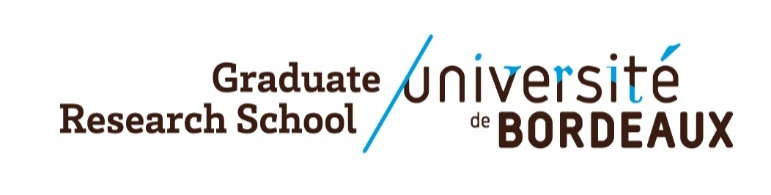 Graduate
Research School
université
de BORDEAUX